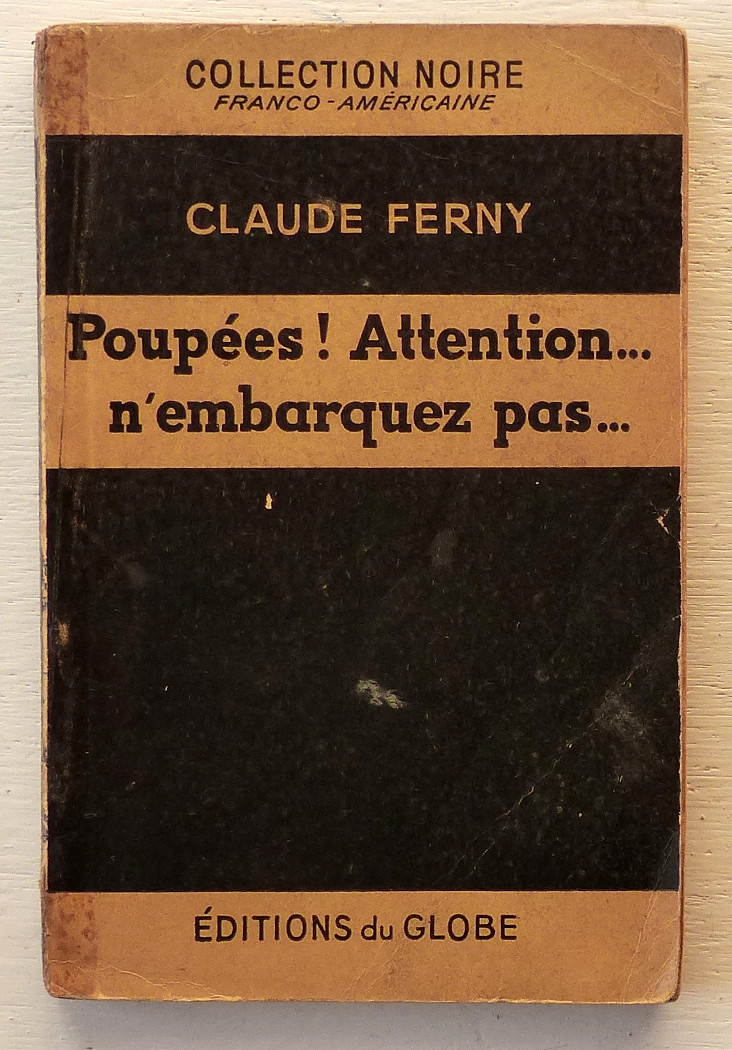 COLLECTION NOIRE
FRANCO-AMÉRICAINE
CLAUDE FERNY
Poupées! Attention...
n'embarquez pas...
ÉDITIONS du GLOBE